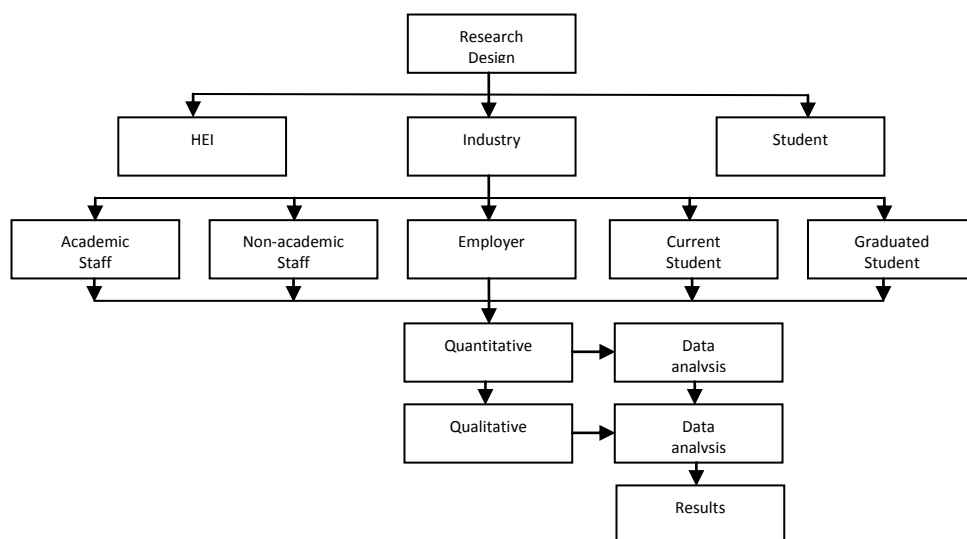 Research
Design
HEI
Industry
Student
Academic
Staff
Non-academic
Staff
Employer
Current
Student
Graduated
Student
Quantitative
Data
analysis
Qualitative
Data
analysis
Results